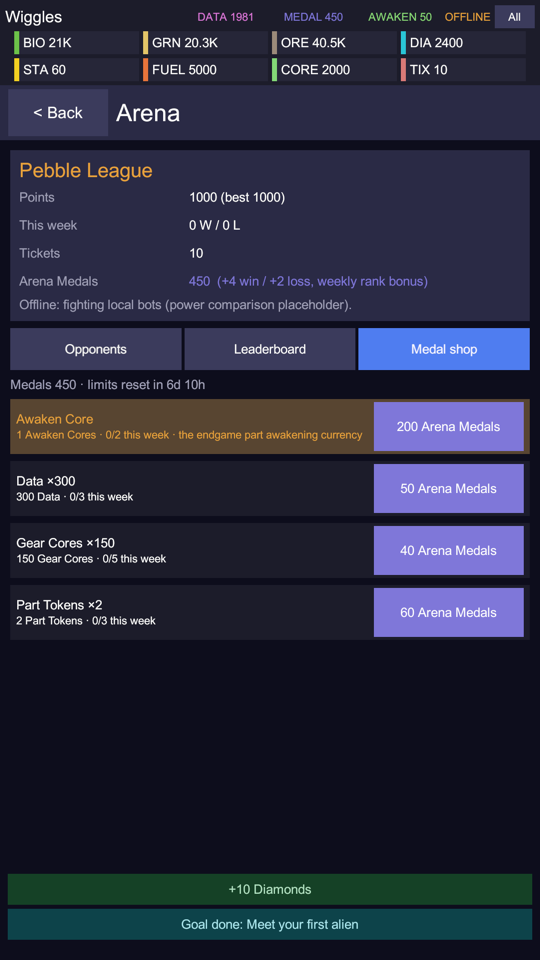 Wiggles DATA 1981 MEDAL 450 AWAKEN 50 OFFLINE All
BIO 21K GRN 20.3K ORE 40.5K DIA 2400
STA 60 FUEL 5000 CORE 2000 TIX 10
< Back Arena
Pebble League
Points 1000 (best 1000)
This week 0 W / 0 L
Tickets 10
Arena Medals 450 (+4 win / +2 loss, weekly rank bonus)
Offline: fighting local bots (power comparison placeholder).
Opponents Leaderboard Medal shop
Medals 450 · limits reset in 6d 10h
Awaken Core
1 Awaken Cores · 0/2 this week · the endgame part awakening currency
200 Arena Medals
Data ×300
300 Data · 0/3 this week
50 Arena Medals
Gear Cores ×150
150 Gear Cores · 0/5 this week
40 Arena Medals
Part Tokens ×2
2 Part Tokens · 0/3 this week
60 Arena Medals
+10 Diamonds
Goal done: Meet your first alien